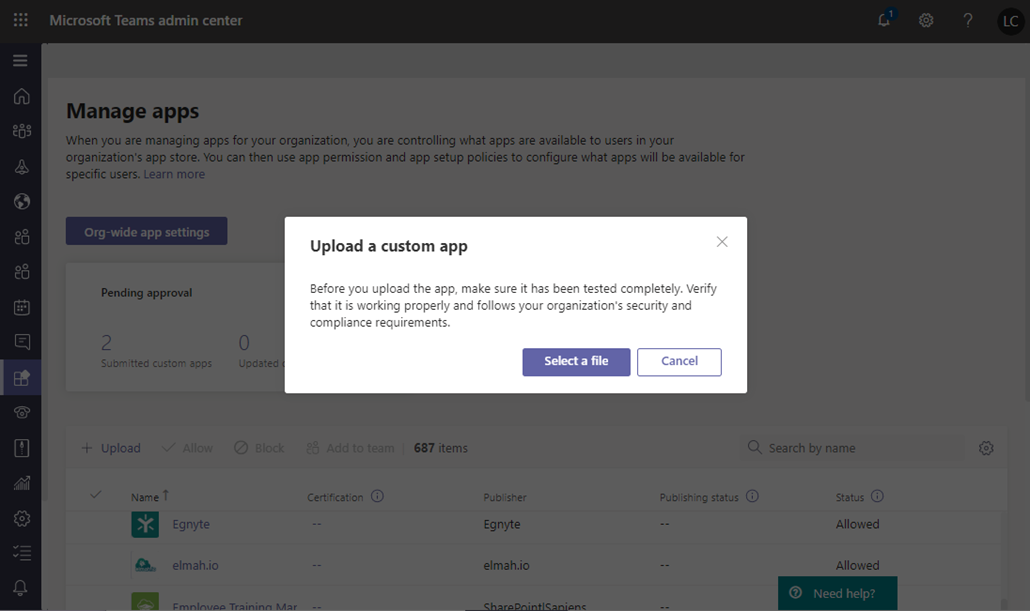 Microsoft Teams admin center
1
LC
Manage apps
When you are managing apps for your organization, you are controlling what apps are available to users in your
organization's app store. You can then use app permission and app setup policies to configure what apps will be available for
specific users. Learn more
Org-wide app settings
Pending approval
2
0
Submitted custom apps
Updated
Upload a custom app
Before you upload the app, make sure it has been tested completely. Verify
that it is working properly and follows your organization's security and
compliance requirements.
Select a file
Cancel
Upload
Allow
Block
Add to team
687 items
Search by name
Name
Certification
Publisher
Publishing status
Status
Egnyte
--
Egnyte
--
Allowed
elmah.io
--
elmah.io
--
Allowed
Employee Training Mar
SharePoint|Sapiens
Need help?